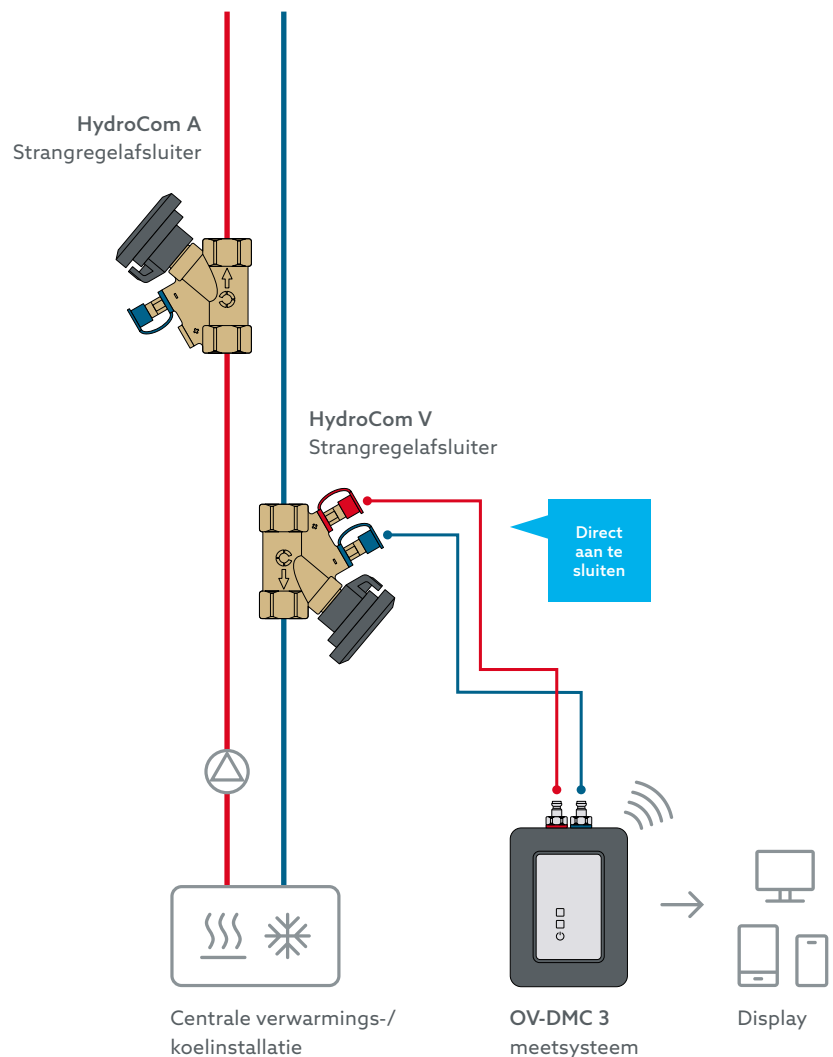 HydroCom A
Strangregelafsluiter
HydroCom V
Strangregelafsluiter
Direct
aan te
sluiten
Centrale verwarmings-/
koelinstallatie
OV-DMC 3
meetsysteem
Display